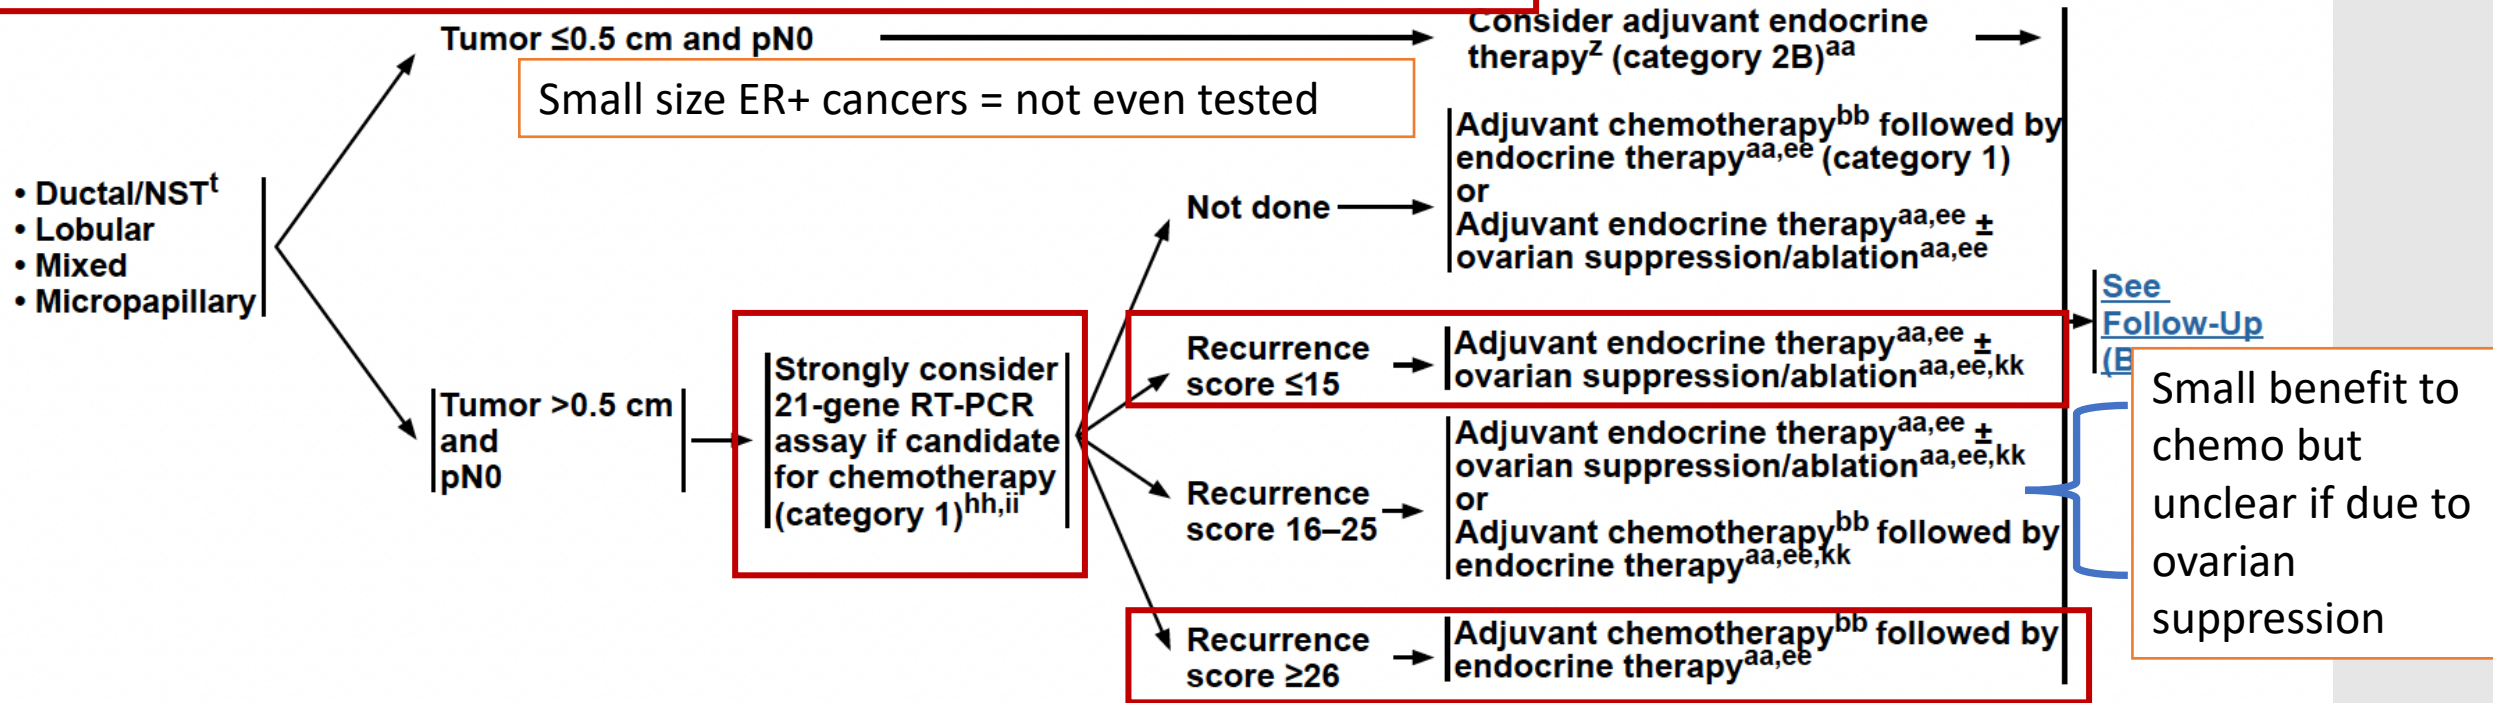 Tumor ≤0.5 cm and pN0
Consider adjuvant endocrine
therapyᶻ (category 2B)ᵃᵃ
Small size ER+ cancers = not even tested
• Ductal/NSTᵗ
• Lobular
• Mixed
• Micropapillary
Not done
Adjuvant chemotherapyᵇᵇ followed by
endocrine therapyᵃᵃ,ᵉᵉ (category 1)
or
Adjuvant endocrine therapyᵃᵃ,ᵉᵉ ±
ovarian suppression/ablationᵃᵃ,ᵉᵉ
Tumor >0.5 cm
and
pN0
Strongly consider
21-gene RT-PCR
assay if candidate
for chemotherapy
(category 1)ʰʰ,ⁱⁱ
Recurrence
score ≤15
Adjuvant endocrine therapyᵃᵃ,ᵉᵉ ±
ovarian suppression/ablationᵃᵃ,ᵉᵉ,ᵏᵏ
Recurrence
score 16–25
Adjuvant endocrine therapyᵃᵃ,ᵉᵉ ±
ovarian suppression/ablationᵃᵃ,ᵉᵉ,ᵏᵏ
or
Adjuvant chemotherapyᵇᵇ followed by
endocrine therapyᵃᵃ,ᵉᵉ,ᵏᵏ
Recurrence
score ≥26
Adjuvant chemotherapyᵇᵇ followed by
endocrine therapyᵃᵃ,ᵉᵉ
See
Follow-Up
(B
Small benefit to
chemo but
unclear if due to
ovarian
suppression